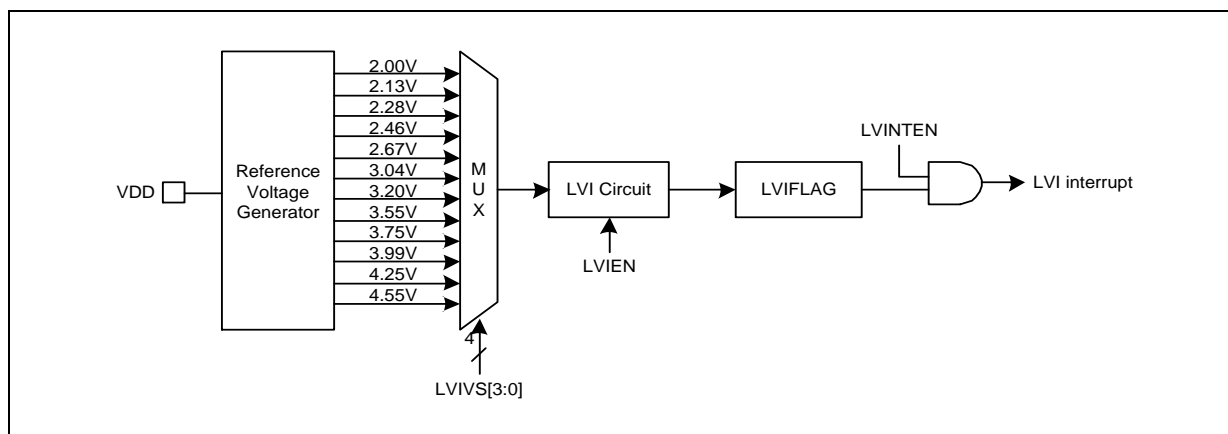 VDD
Reference
Voltage
Generator
2.00V
2.13V
2.28V
2.46V
2.67V
3.04V
3.20V
3.55V
3.75V
3.99V
4.25V
4.55V
M
U
X
4
LVIVS[3:0]
LVI Circuit
LVIEN
LVIFLAG
LVINTEN
LVI interrupt